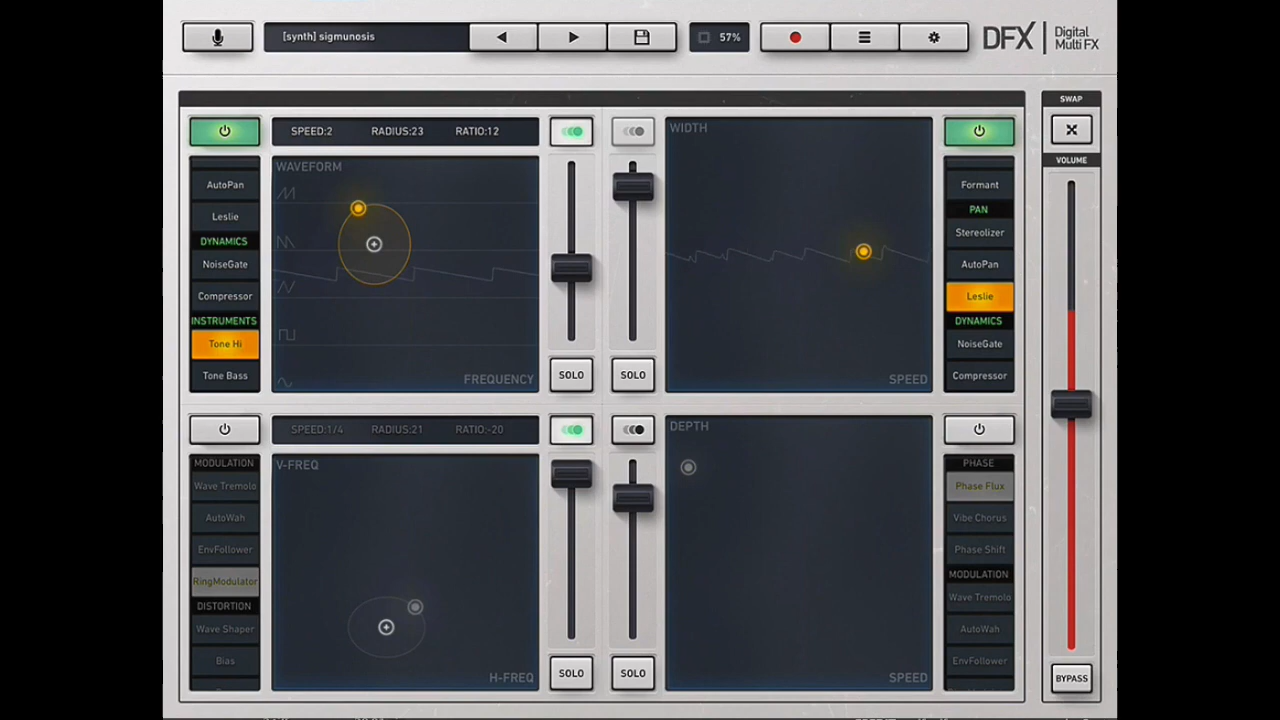 [synth] sigmunosis
57%
DFX
Digital
Multi FX
SWAP
VOLUME
BYPASS
SPEED:2 RADIUS:23 RATIO:12
AutoPan
Leslie
DYNAMICS
NoiseGate
Compressor
INSTRUMENTS
Tone Hi
Tone Bass
WAVEFORM
FREQUENCY
SOLO
SOLO
WIDTH
SPEED
Formant
PAN
Stereolizer
AutoPan
Leslie
DYNAMICS
NoiseGate
Compressor
SPEED:1/4 RADIUS:21 RATIO:-20
MODULATION
Wave Tremolo
AutoWah
EnvFollower
RingModulator
DISTORTION
Wave Shaper
Bias
V-FREQ
H-FREQ
SOLO
SOLO
DEPTH
SPEED
PHASE
Phase Flux
Vibe Chorus
Phase Shift
MODULATION
Wave Tremolo
AutoWah
EnvFollower